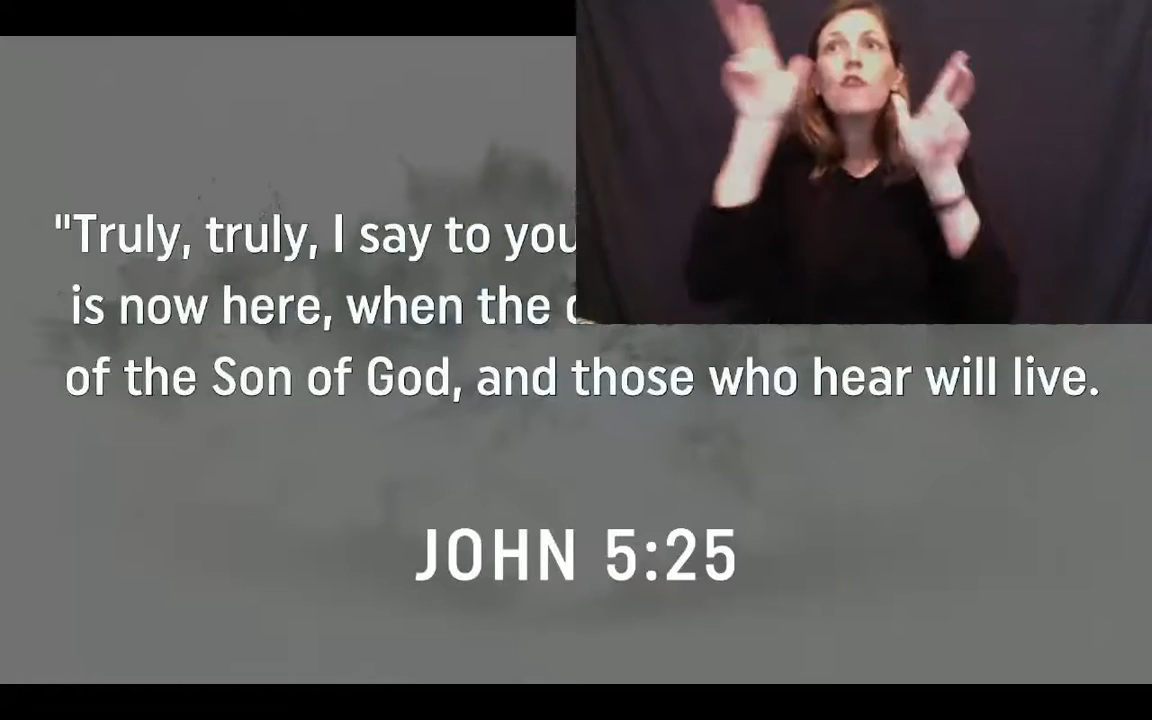 "Truly, truly, I say to you
is now here, when the
of the Son of God, and those who hear will live.
JOHN 5:25